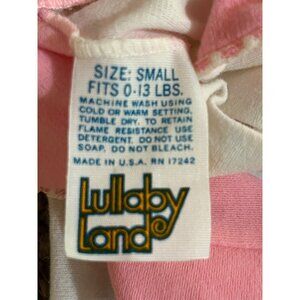 SIZE: SMALL
FITS 0-13 LBS.
MACHINE WASH USING
COLD OR WARM SETTING.
TUMBLE DRY. TO RETAIN
FLAME RESISTANCE USE
DETERGENT. DO NOT USE
SOAP. DO NOT BLEACH.
MADE IN U.S.A. RN 17242
Lullaby
Land